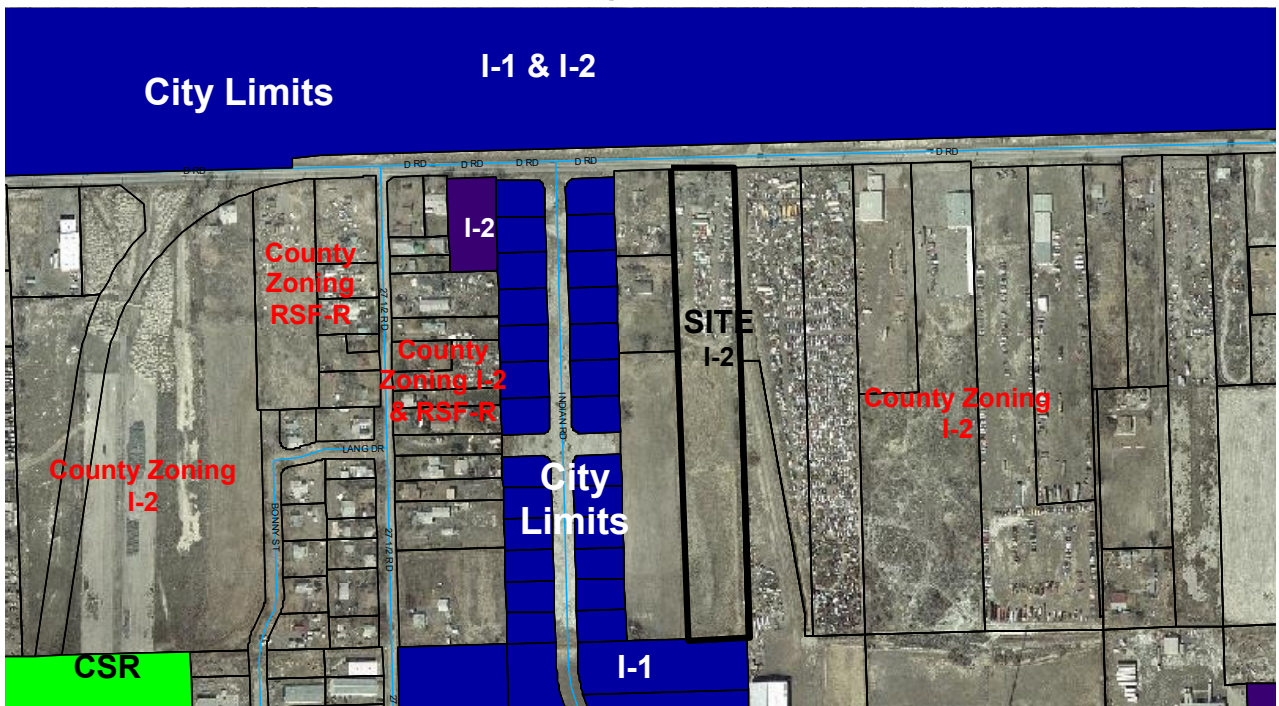 I-1 & I-2
City Limits
D RD
D RD
D RD
D RD
D RD
D RD
I-2
County
Zoning
RSF-R
27 1/2 RD
SITE
I-2
County
Zoning I-2
& RSF-R
County Zoning
I-2
INDIAN RD
LANG DR
County Zoning
I-2
City
Limits
BONNY ST
27 1/2 RD
CSR
I-1
27